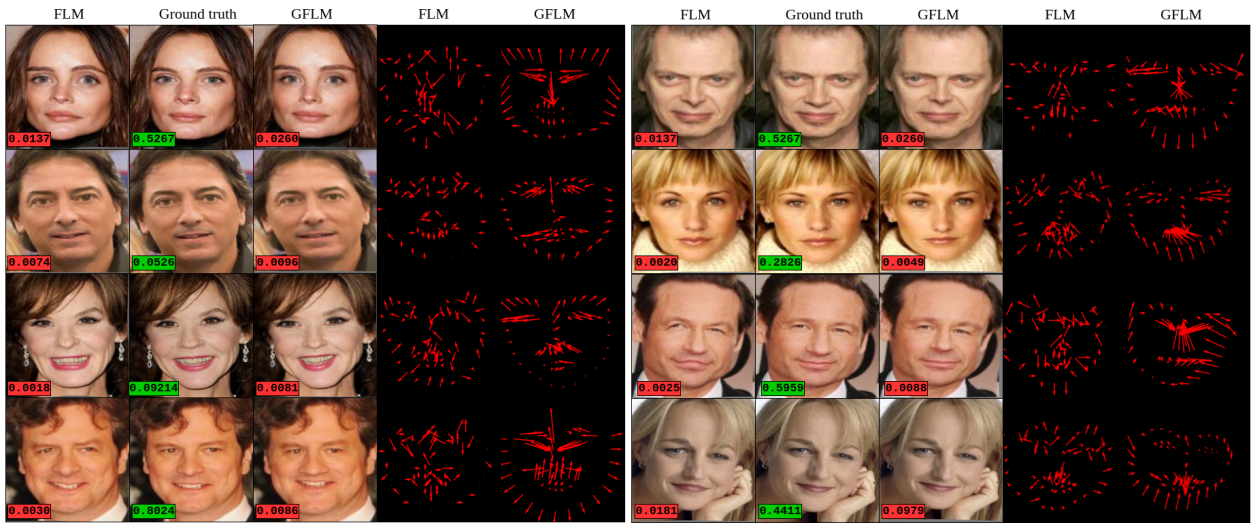 FLM Ground truth GFLM FLM GFLM FLM Ground truth GFLM FLM GFLM
0.0137 0.5267 0.0260 0.0137 0.5267 0.0260
0.0074 0.0526 0.0096 0.0020 0.2826 0.0049
0.0018 0.09214 0.0081 0.0025 0.5959 0.0088
0.0030 0.8024 0.0086 0.0181 0.4411 0.0979